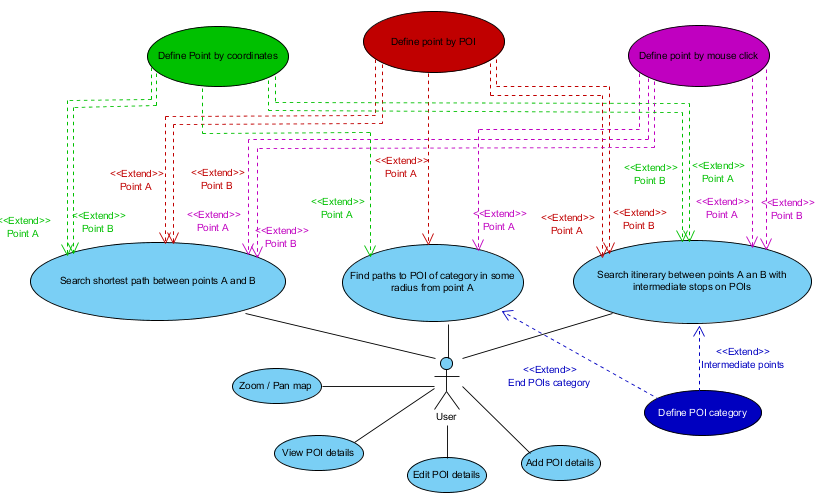 Define Point by coordinates
Define point by POI
Define point by mouse click
<<Extend>>
Point A
<<Extend>>
Point B
<<Extend>>
Point A
<<Extend>>
Point B
<<Extend>>
Point A
<<Extend>>
Point B
<<Extend>>
Point A
<<Extend>>
Point A
<<Extend>>
Point A
<<Extend>>
Point A
<<Extend>>
Point B
<<Extend>>
Point B
<<Extend>>
Point A
<<Extend>>
Point A
<<Extend>>
Point B
Search shortest path between points A and B
Find paths to POI of category in some
radius from point A
Search itinerary between points A an B with
intermediate stops on POIs
<<Extend>>
Intermediate points
<<Extend>>
End POIs category
Define POI category
Zoom / Pan map
User
View POI details
Edit POI details
Add POI details